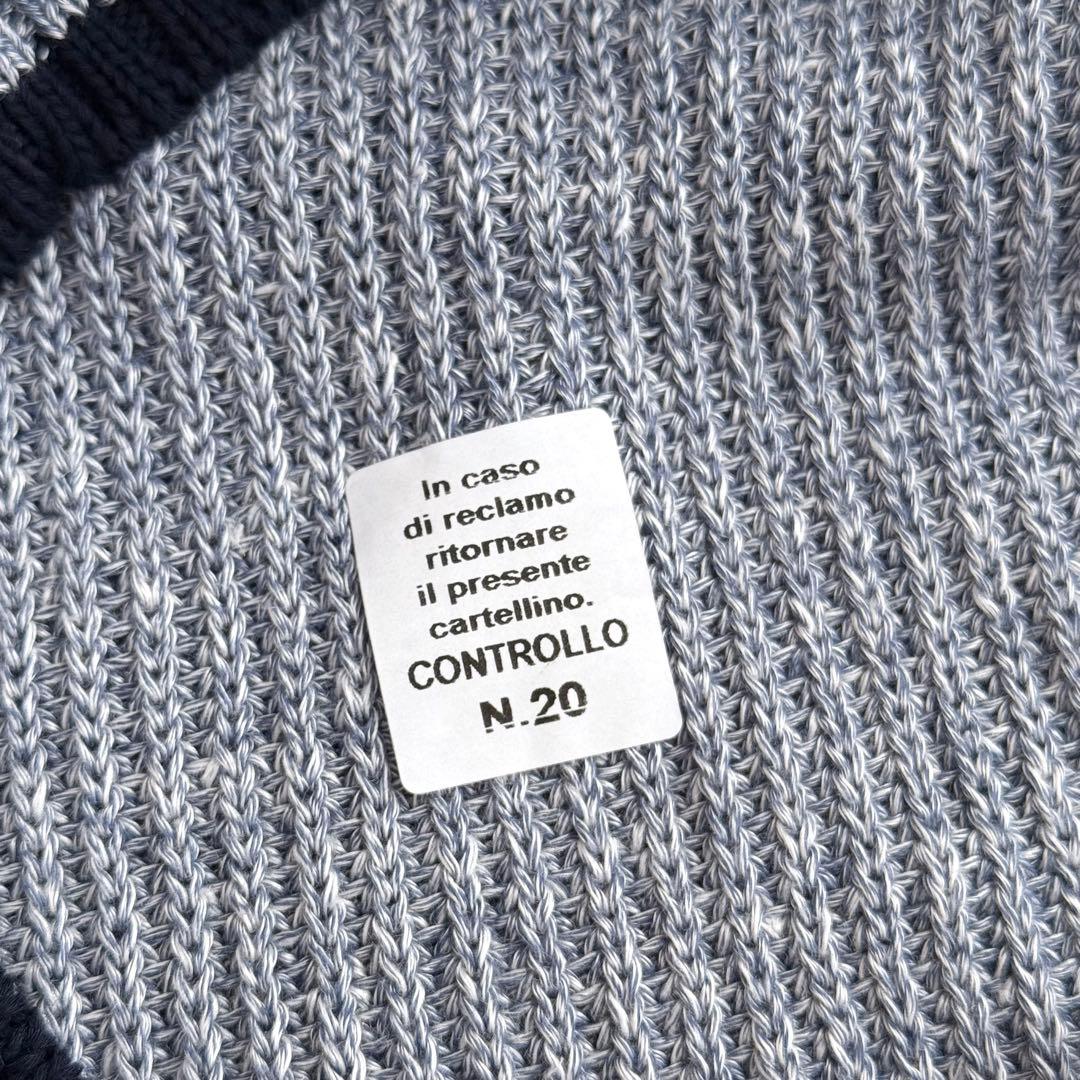 In caso
di reclamo
ritornare
il presente
cartellino.
CONTROLLO
N.20